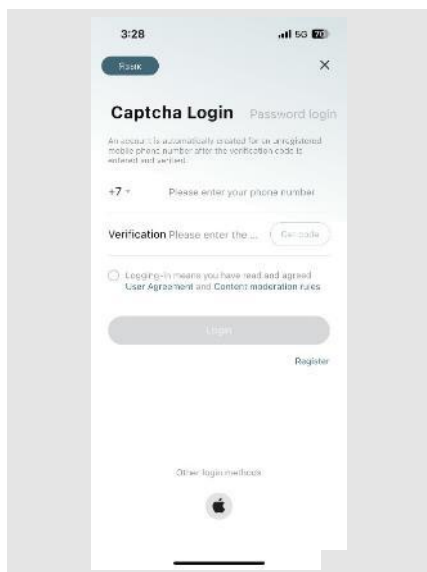 3:28 5G 70
Язык
Captcha Login Password login
An account is automatically created for an unregistered
mobile phone number after the verification code is
entered and verified.
+7 Please enter your phone number
Verification Please enter the ... Get code
Logging-in means you have read and agreed
User Agreement and Content moderation rules
Login
Register
Other login methods